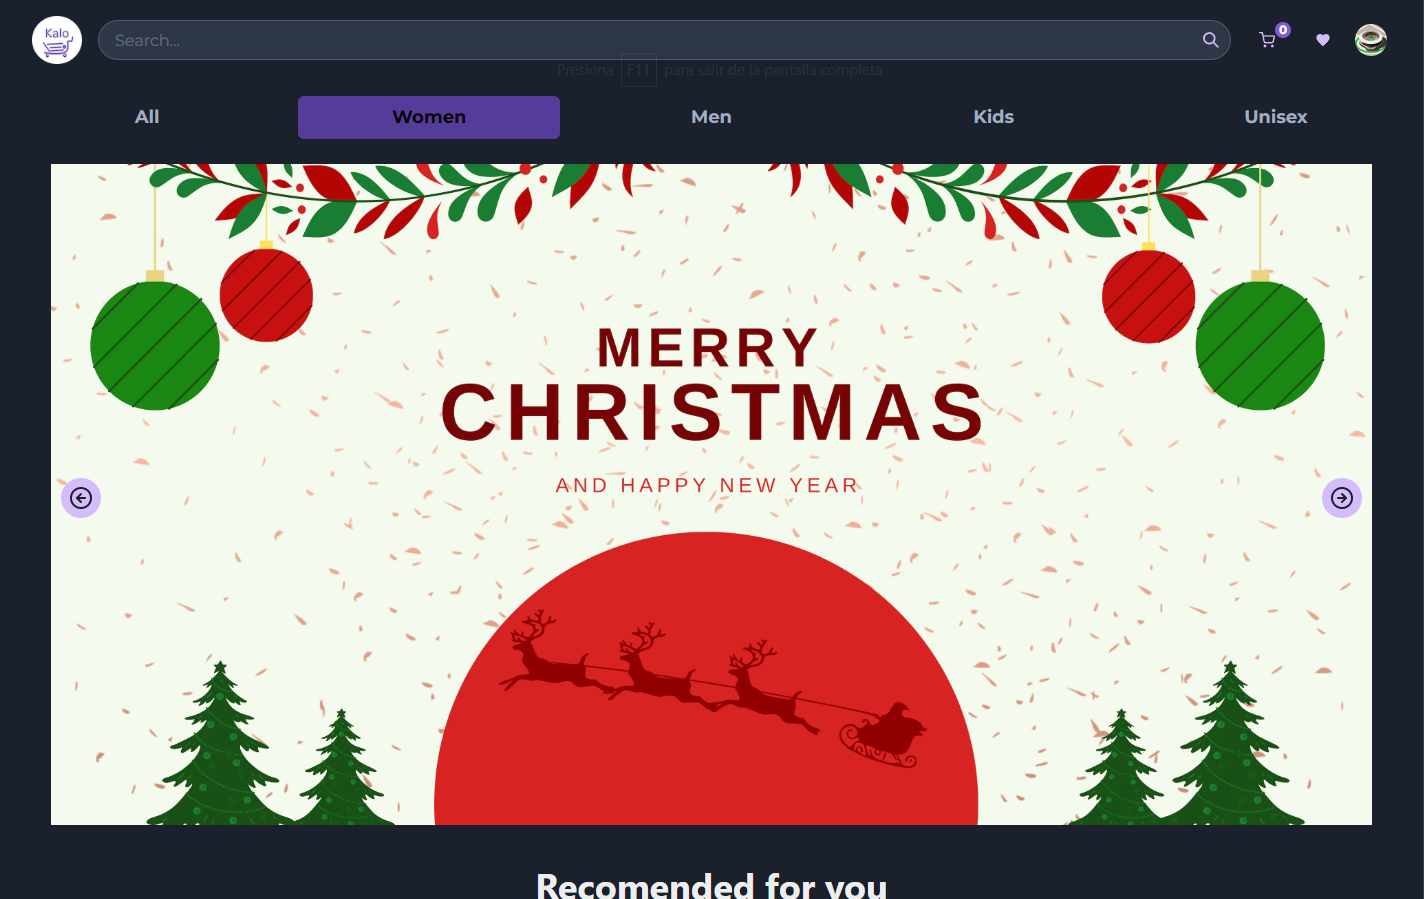 Kalo
Search...
0
Presiona F11 para salir de la pantalla completa
All
Women
Men
Kids
Unisex
MERRY
CHRISTMAS
AND HAPPY NEW YEAR
Recomended for you